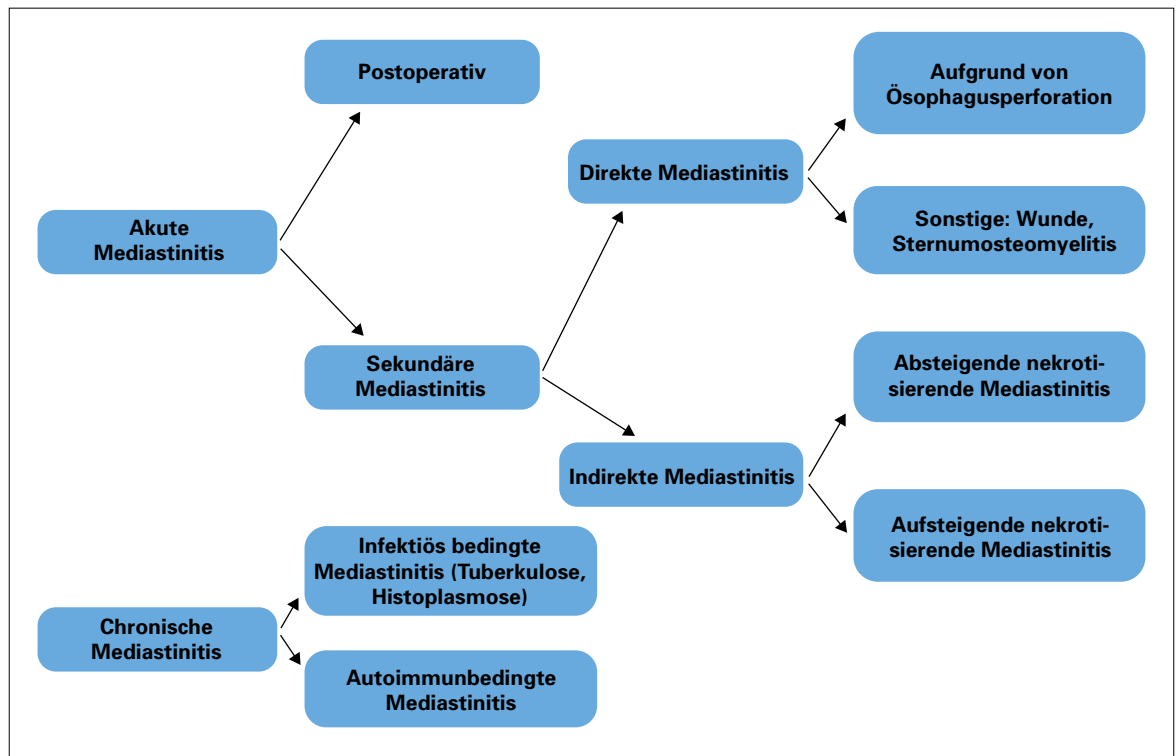 Postoperativ
Aufgrund von
Ösophagusperforation
Direkte Mediastinitis
Akute
Mediastinitis
Sonstige: Wunde,
Sternumosteomyelitis
Sekundäre
Mediastinitis
Absteigende nekroti-
sierende Mediastinitis
Indirekte Mediastinitis
Aufsteigende nekroti-
sierende Mediastinitis
Infektiös bedingte
Mediastinitis (Tuberkulose,
Histoplasmose)
Chronische
Mediastinitis
Autoimmunbedingte
Mediastinitis